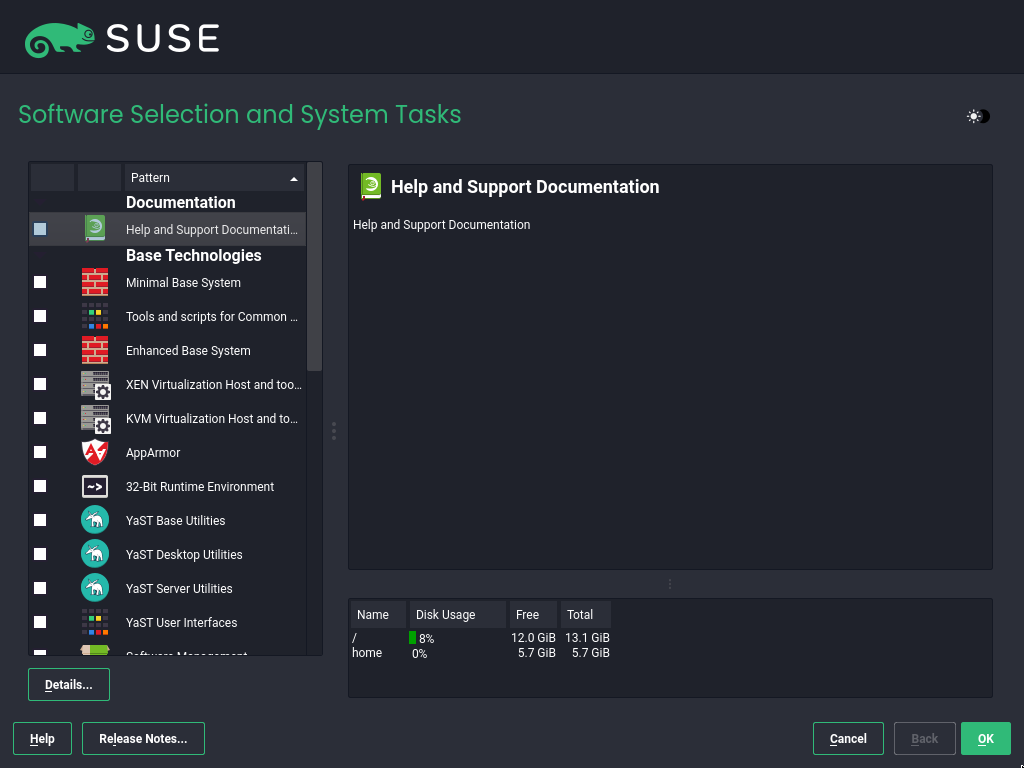 SUSE
Software Selection and System Tasks
Pattern
Documentation
Help and Support Documentati...
Base Technologies
Minimal Base System
Tools and scripts for Common ...
Enhanced Base System
XEN Virtualization Host and too...
KVM Virtualization Host and to...
AppArmor
32-Bit Runtime Environment
YaST Base Utilities
YaST Desktop Utilities
YaST Server Utilities
YaST User Interfaces
Software Management
Details...
Help and Support Documentation
Help and Support Documentation
Name Disk Usage Free Total
/ 8% 12.0 GiB 13.1 GiB
home 0% 5.7 GiB 5.7 GiB
Help Release Notes... Cancel Back OK